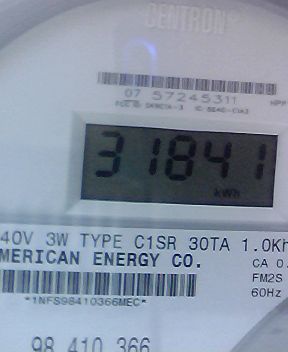 CENTRON®
07 57245311
31841
kWh
40V 3W TYPE C1SR 30TA 1.0Kh
MERICAN ENERGY CO.
CA 0.
FM2S
60Hz
*1NFS98410366MEC*
98 410 366